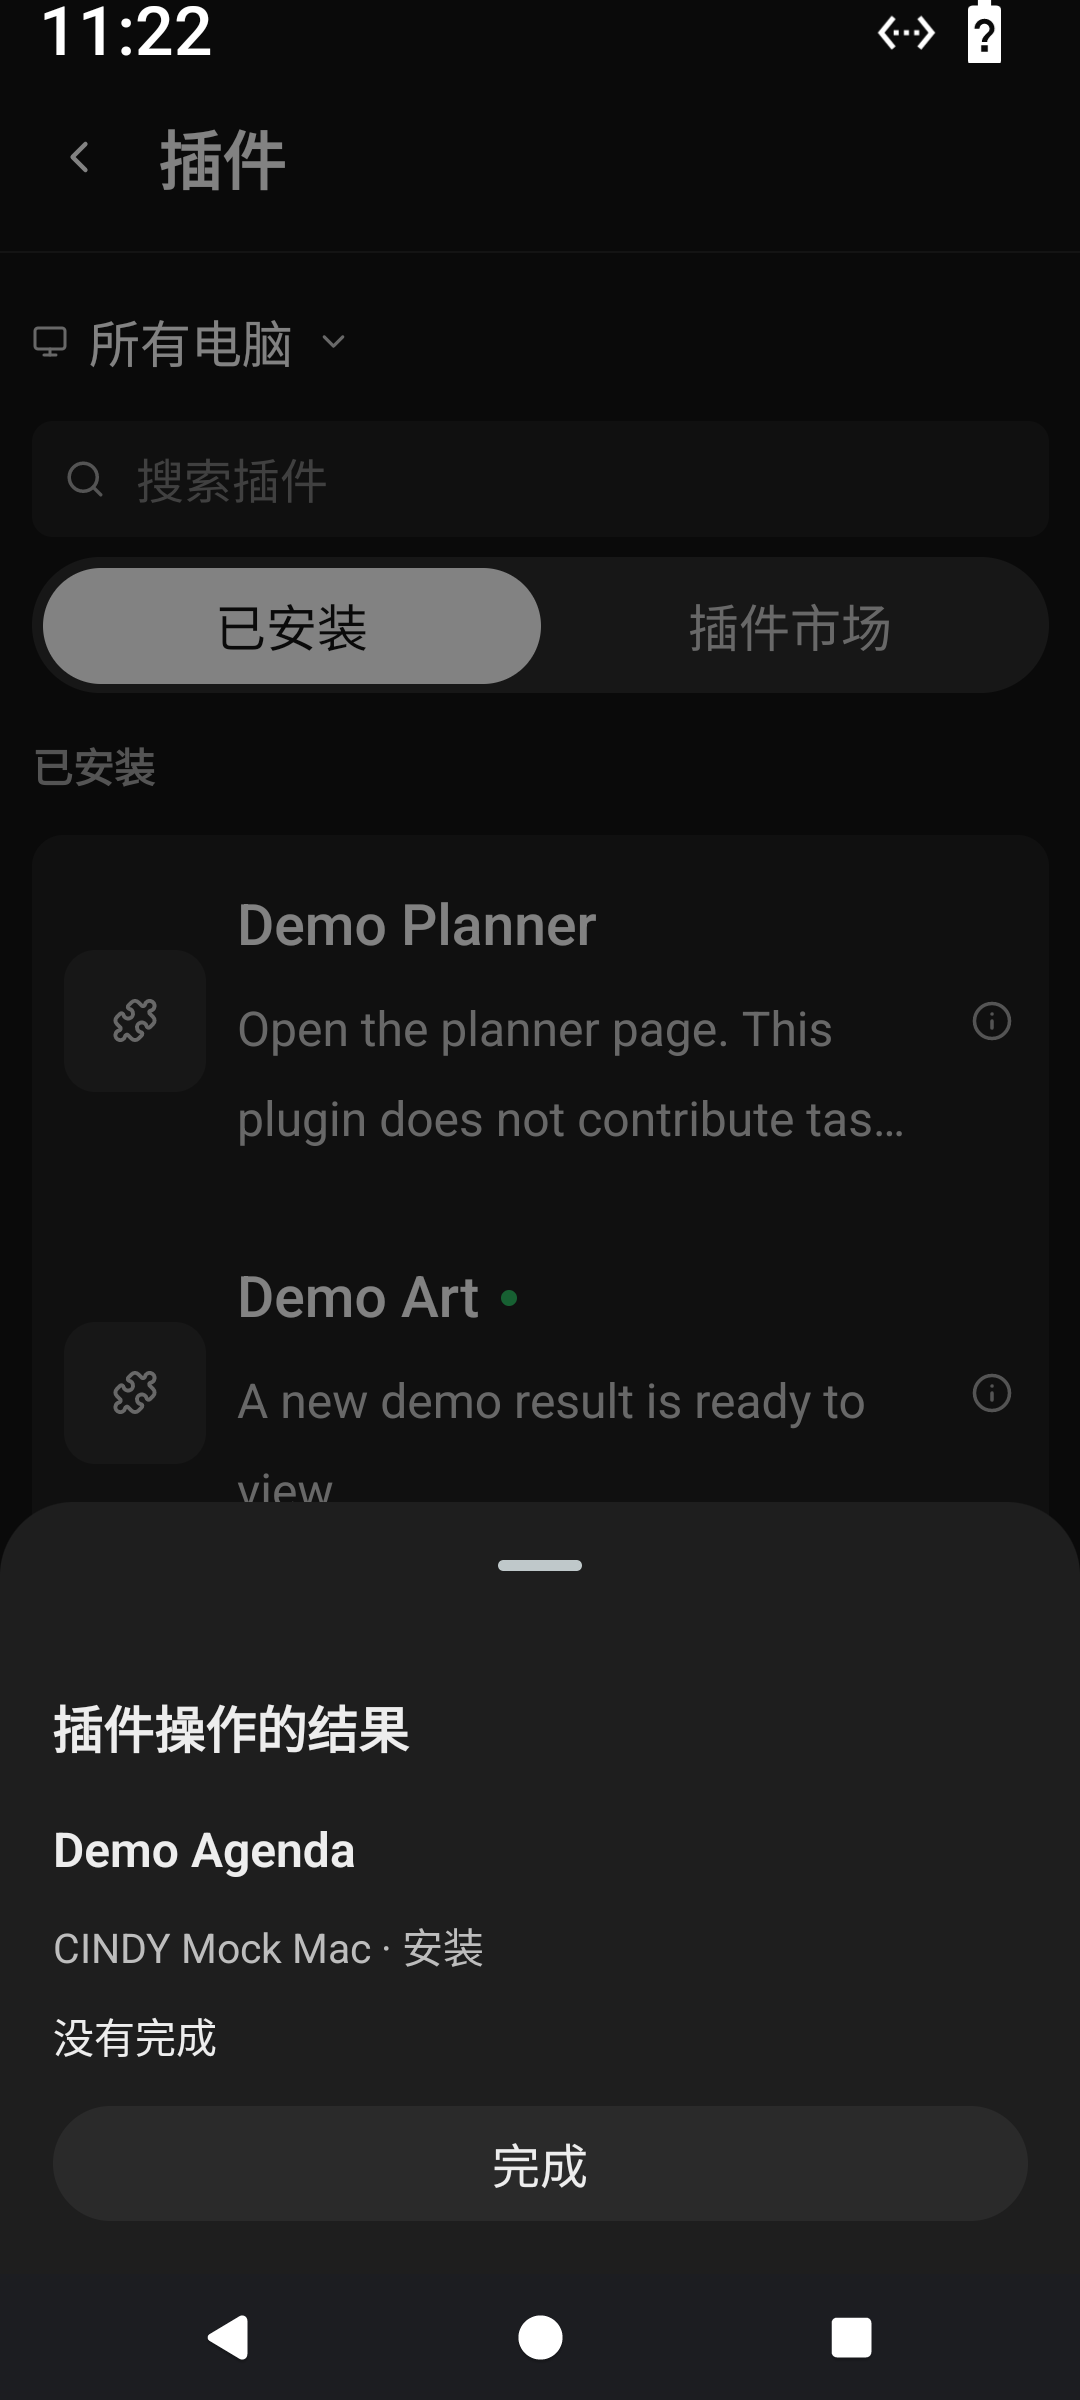 11:22
插件
所有电脑
搜索插件
已安装
插件市场
已安装
Demo Planner
Open the planner page. This
plugin does not contribute tas…
Demo Art
A new demo result is ready to
view
插件操作的结果
Demo Agenda
CINDY Mock Mac · 安装
没有完成
完成